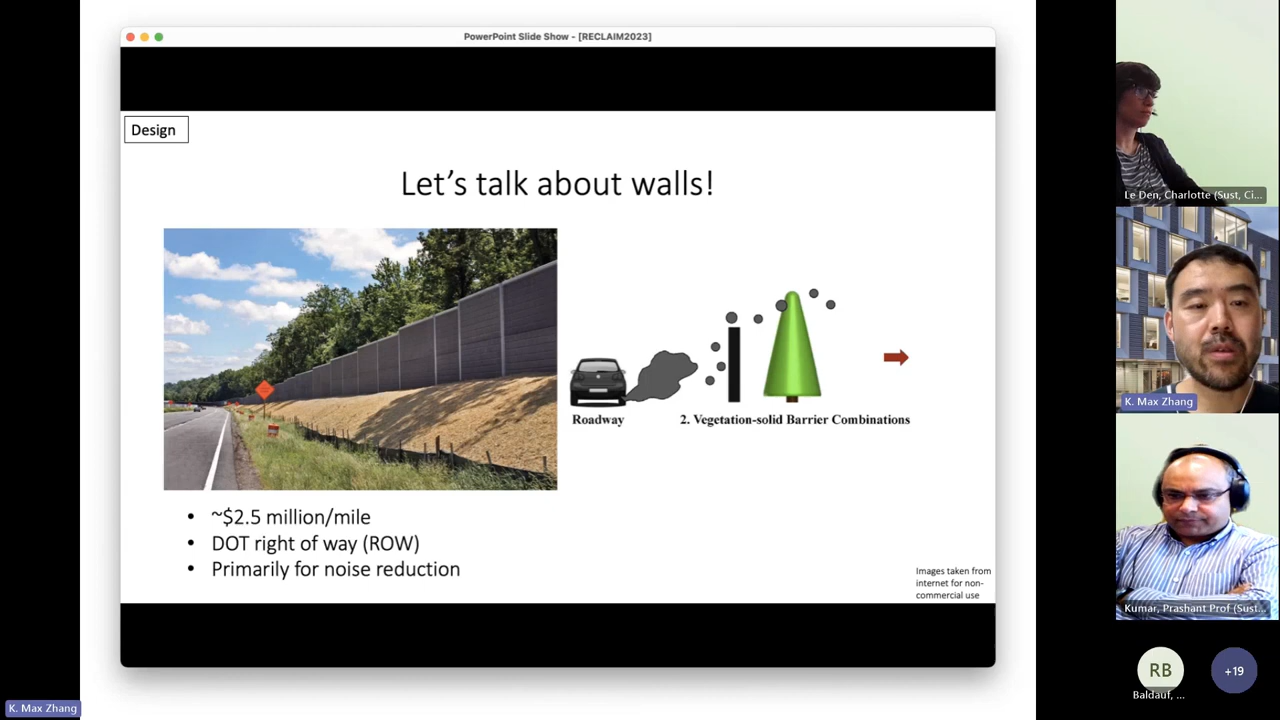 PowerPoint Slide Show - [RECLAIM2023]
Design
Let's talk about walls!
Roadway
2. Vegetation-solid Barrier Combinations
• ~$2.5 million/mile
• DOT right of way (ROW)
• Primarily for noise reduction
Images taken from
internet for non-
commercial use
Le Den, Charlotte (Sust, Ci...
K. Max Zhang
Kumar, Prashant Prof (Sust...
RB
+19
Baldauf, ...
K. Max Zhang